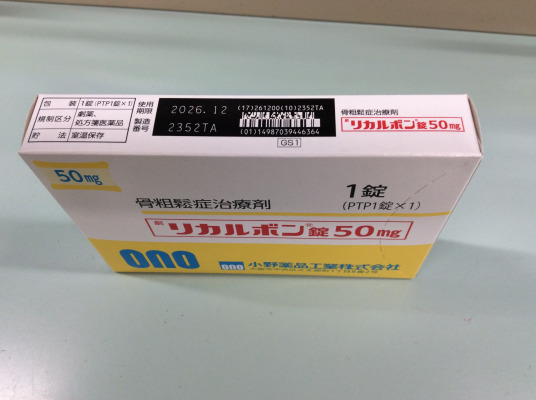 包装 1錠(PTP1錠×1)
規制区分 劇薬、処方箋医薬品
貯法 室温保存
使用期限 2026.12
製造番号 2352TA
(17)261200(10)2352TA
(01)14987039446364
GS1
骨粗鬆症治療剤
劇 リカルボン®錠50mg
50mg
骨粗鬆症治療剤
1錠
(PTP1錠×1)
劇 リカルボン®錠50mg
ono
ono 小野薬品工業株式会社